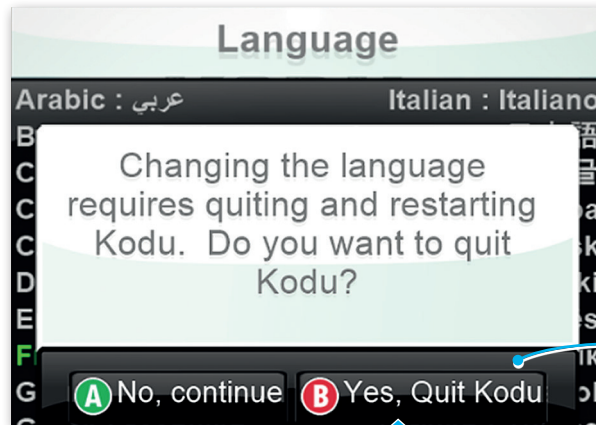 Language
Arabic : عربي
Italian : Italiano
Changing the language
requires quiting and restarting
Kodu. Do you want to quit
Kodu?
A No, continue
B Yes, Quit Kodu